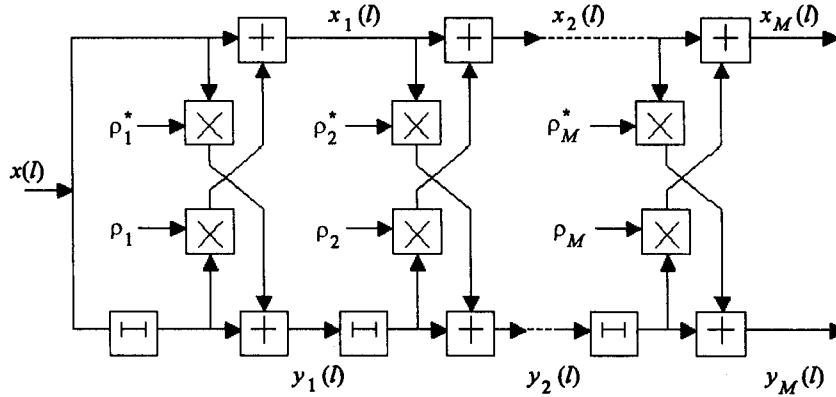 x₁(l) x₂(l) x_M(l)
ρ₁* ρ₂* ρ_M*
x(l)
ρ₁ ρ₂ ρ_M
y₁(l) y₂(l) y_M(l)